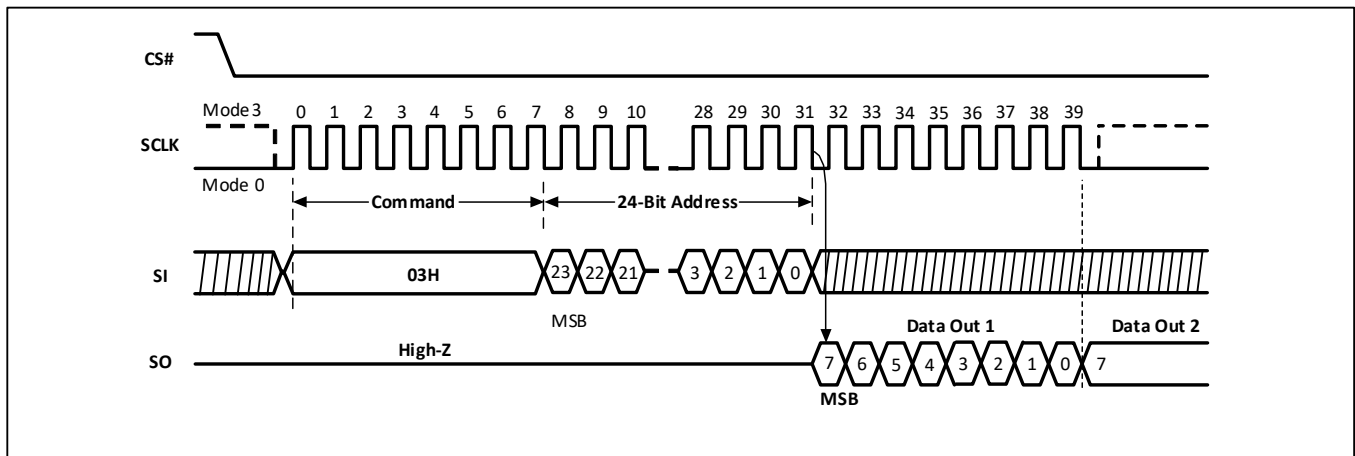 CS#
Mode3
0 1 2 3 4 5 6 7 8 9 10 28 29 30 31 32 33 34 35 36 37 38 39
SCLK
Mode 0
Command
24-Bit Address
SI
03H
23 22 21 3 2 1 0
MSB
Data Out 1
Data Out 2
High-Z
SO
7 6 5 4 3 2 1 0 7
MSB